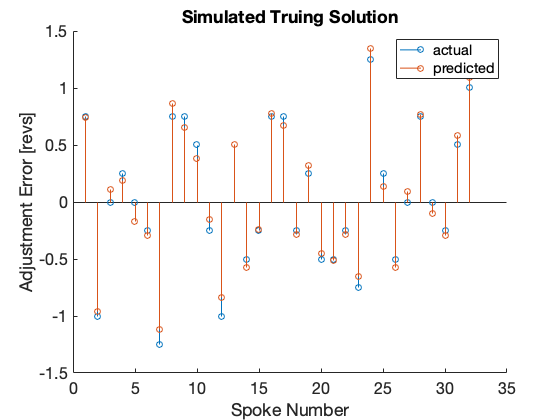 Simulated Truing Solution
1.5
1
0.5
0
-0.5
-1
-1.5
Adjustment Error [revs]
actual
predicted
0 5 10 15 20 25 30 35
Spoke Number